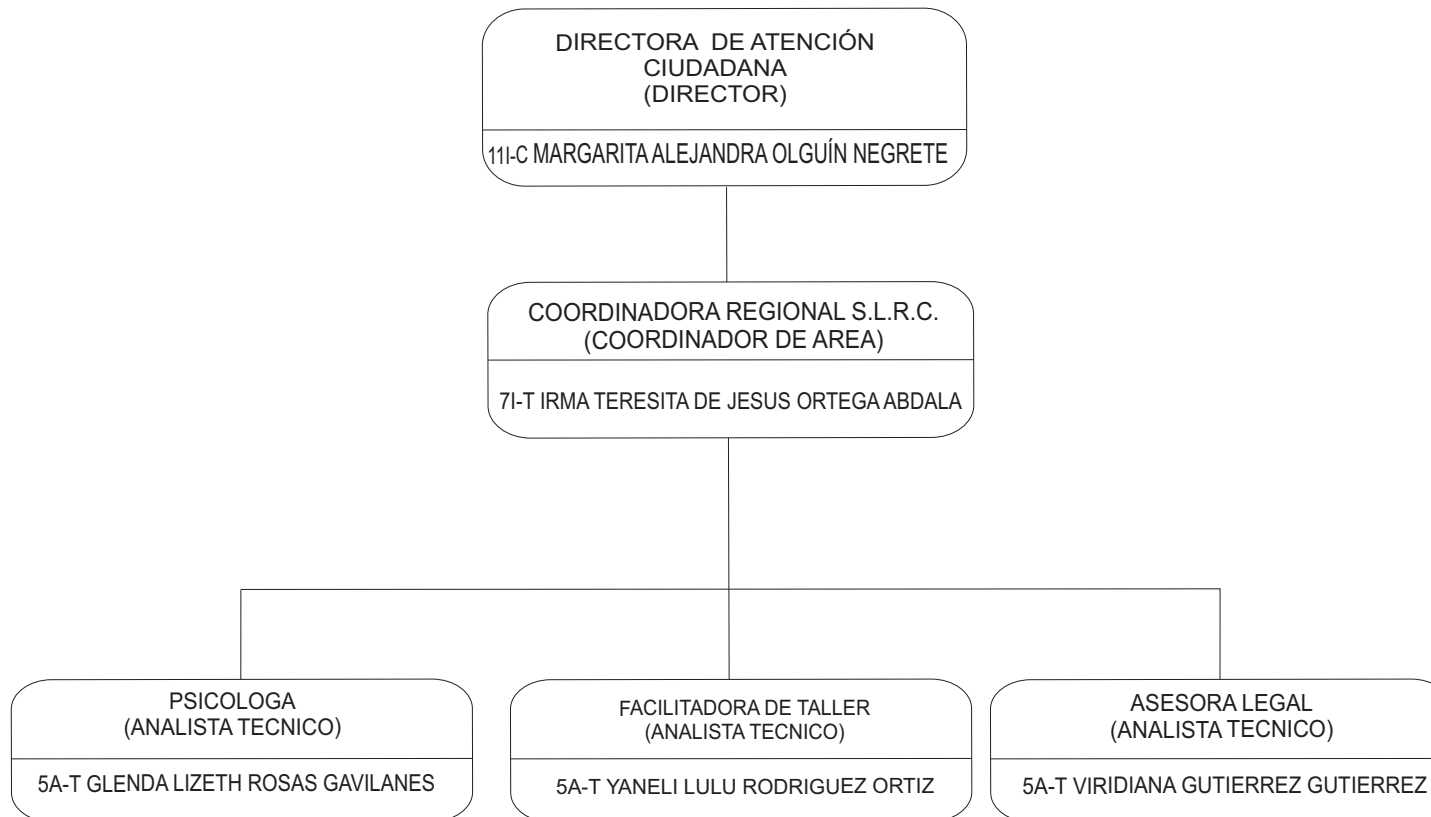 DIRECTORA DE ATENCIÓN
CIUDADANA
(DIRECTOR)
11I-C MARGARITA ALEJANDRA OLGUÍN NEGRETE
COORDINADORA REGIONAL S.L.R.C.
(COORDINADOR DE AREA)
7I-T IRMA TERESITA DE JESUS ORTEGA ABDALA
PSICOLOGA
(ANALISTA TECNICO)
5A-T GLENDA LIZETH ROSAS GAVILANES
FACILITADORA DE TALLER
(ANALISTA TECNICO)
5A-T YANELI LULU RODRIGUEZ ORTIZ
ASESORA LEGAL
(ANALISTA TECNICO)
5A-T VIRIDIANA GUTIERREZ GUTIERREZ